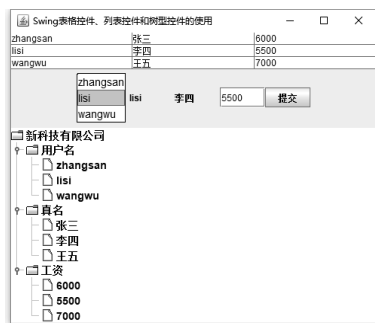 Swing表格控件、列表控件和树型控件的使用
zhangsan 张三 6000
lisi 李四 5500
wangwu 王五 7000
zhangsan
lisi lisi 李四 5500 提交
wangwu
新科技有限公司
用户名
zhangsan
lisi
wangwu
真名
张三
李四
王五
工资
6000
5500
7000